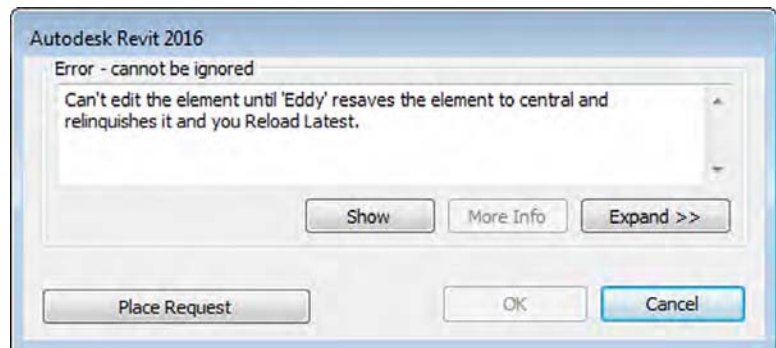 Autodesk Revit 2016
Error - cannot be ignored
Can't edit the element until 'Eddy' resaves the element to central and
relinquishes it and you Reload Latest.
Show More Info Expand >>
Place Request OK Cancel